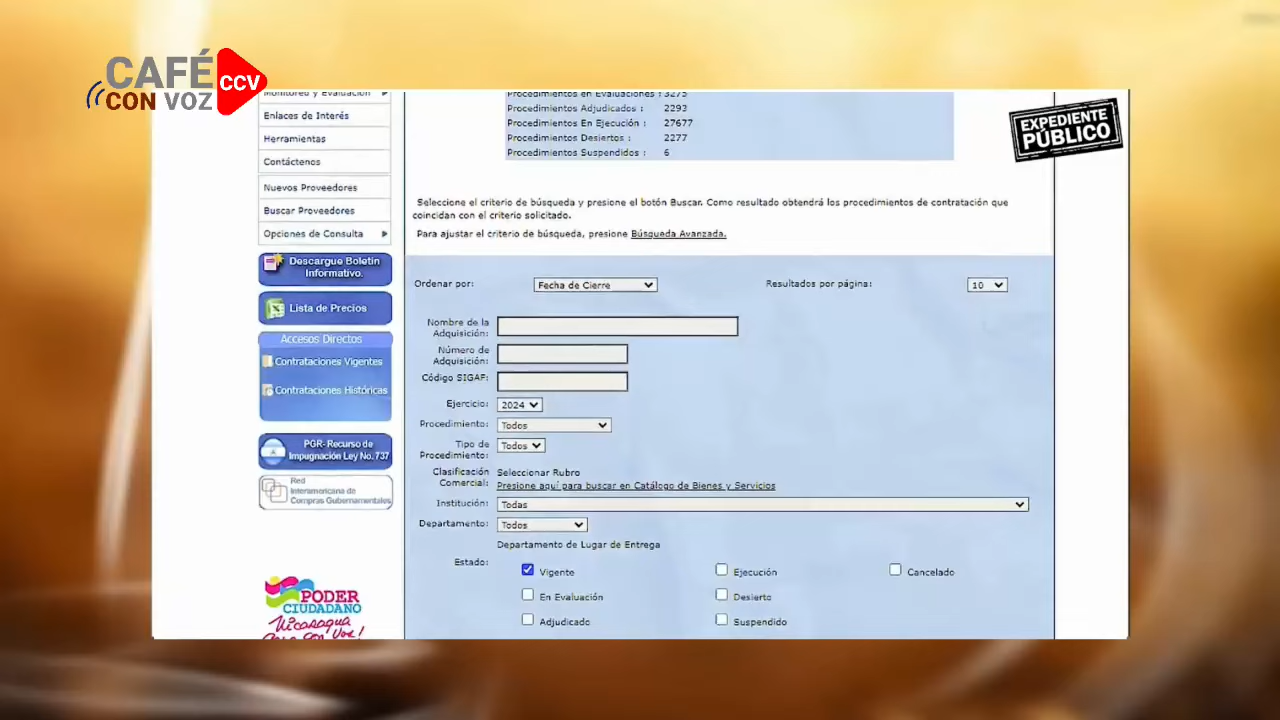 CAFÉ
CON VOZ
CCV
EXPEDIENTE
PÚBLICO
Monitoreo y Evaluación
Enlaces de Interés
Herramientas
Contáctenos
Nuevos Proveedores
Buscar Proveedores
Opciones de Consulta
Descargue Boletín
Informativo.
Lista de Precios
Accesos Directos
Contrataciones Vigentes
Contrataciones Históricas
PGR- Recurso de
Impugnación Ley No. 737
Red
Interamericana de
Compras Gubernamentales
PODER
CIUDADANO
Nicaragua
Procedimientos en Evaluaciones : 3275
Procedimientos Adjudicados : 2293
Procedimientos En Ejecución : 27677
Procedimientos Desiertos : 2277
Procedimientos Suspendidos : 6
Seleccione el criterio de búsqueda y presione el botón Buscar. Como resultado obtendrá los procedimientos de contratación que
coincidan con el criterio solicitado.
Para ajustar el criterio de búsqueda, presione Búsqueda Avanzada.
Ordenar por: Fecha de Cierre Resultados por página: 10
Nombre de la
Adquisición:
Número de
Adquisición:
Código SIGAF:
Ejercicio: 2024
Procedimiento: Todos
Tipo de
Procedimiento: Todos
Clasificación
Comercial: Seleccionar Rubro
Presione aquí para buscar en Catálogo de Bienes y Servicios
Institución: Todas
Departamento: Todos
Departamento de Lugar de Entrega
Estado:
Vigente Ejecución Cancelado
En Evaluación Desierto
Adjudicado Suspendido